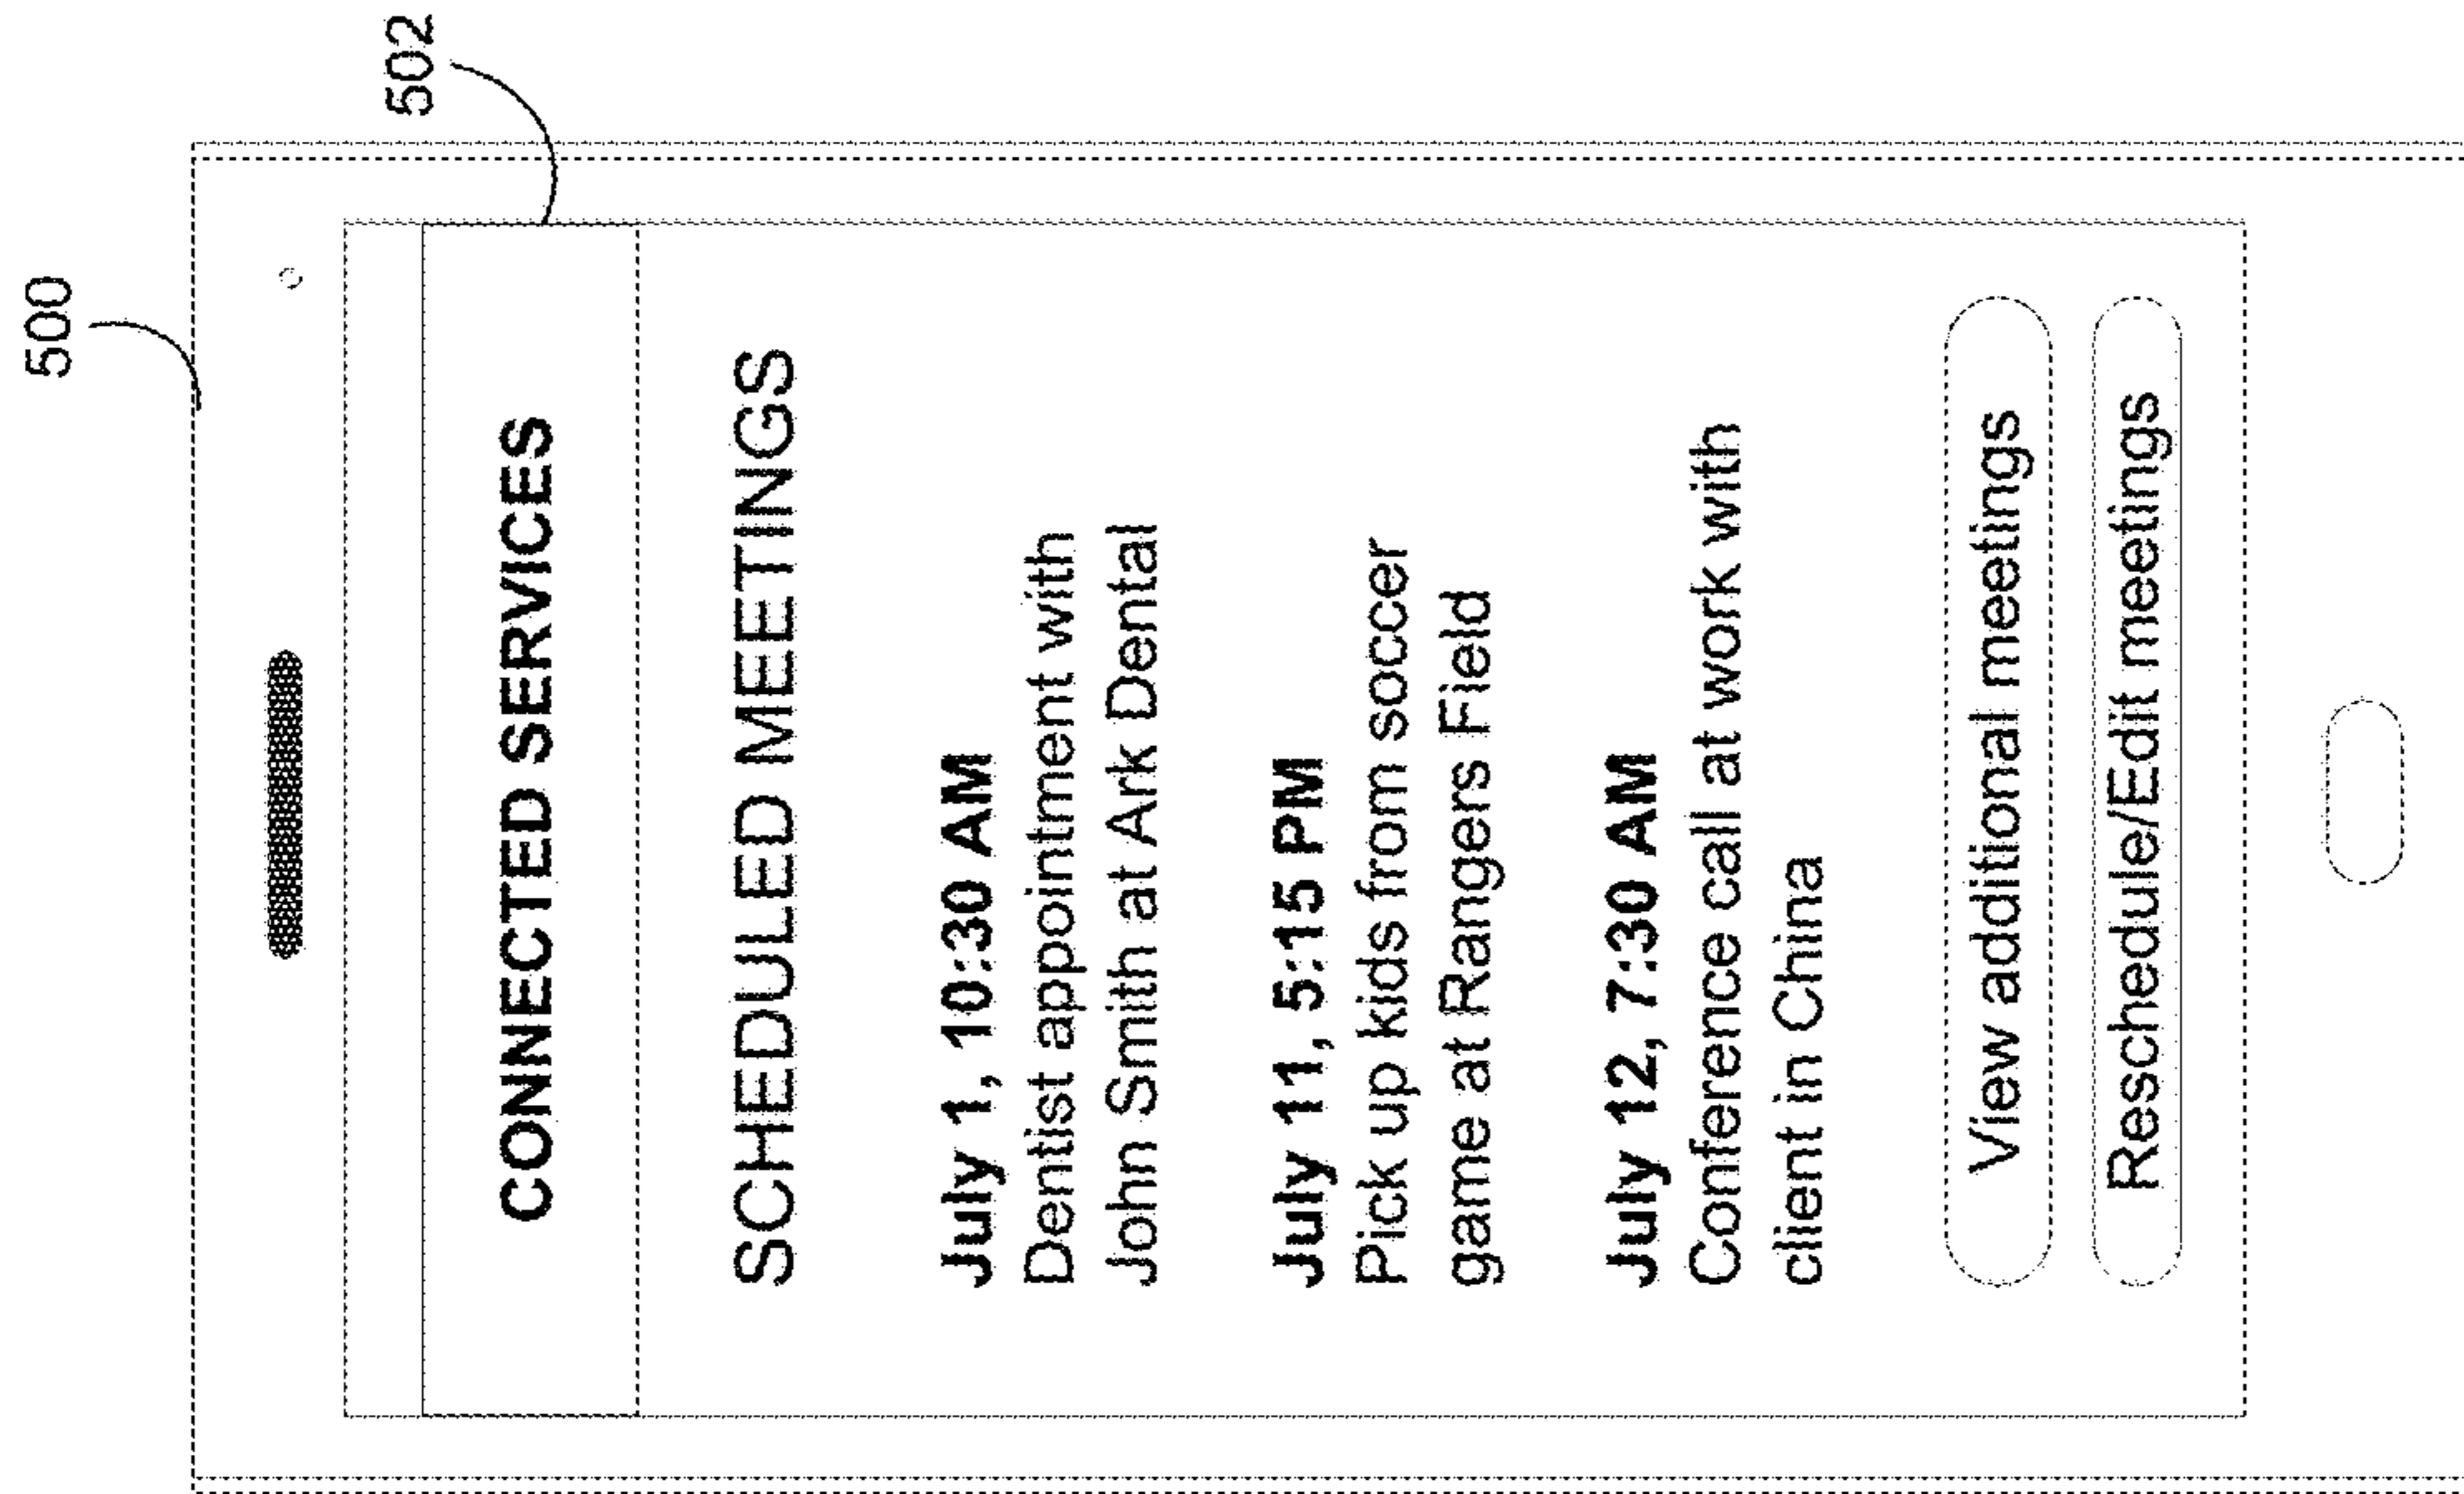 500
502
CONNECTED SERVICES
SCHEDULED MEETINGS
July 1, 10:30 AM
Dentist appointment with
John Smith at Ark Dental
July 11, 5:15 PM
Pick up kids from soccer
game at Rangers Field
July 12, 7:30 AM
Conference call at work with
client in China
View additional meetings
Reschedule/Edit meetings